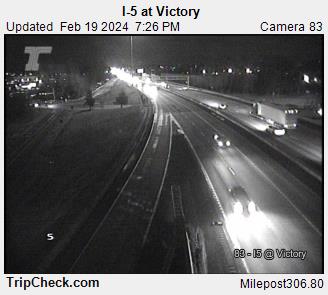 I-5 at Victory
Updated  Feb 19 2024  7:26 PM
Camera 83
T
S
83 - I5 @ Victory
TripCheck.com
Milepost306.80